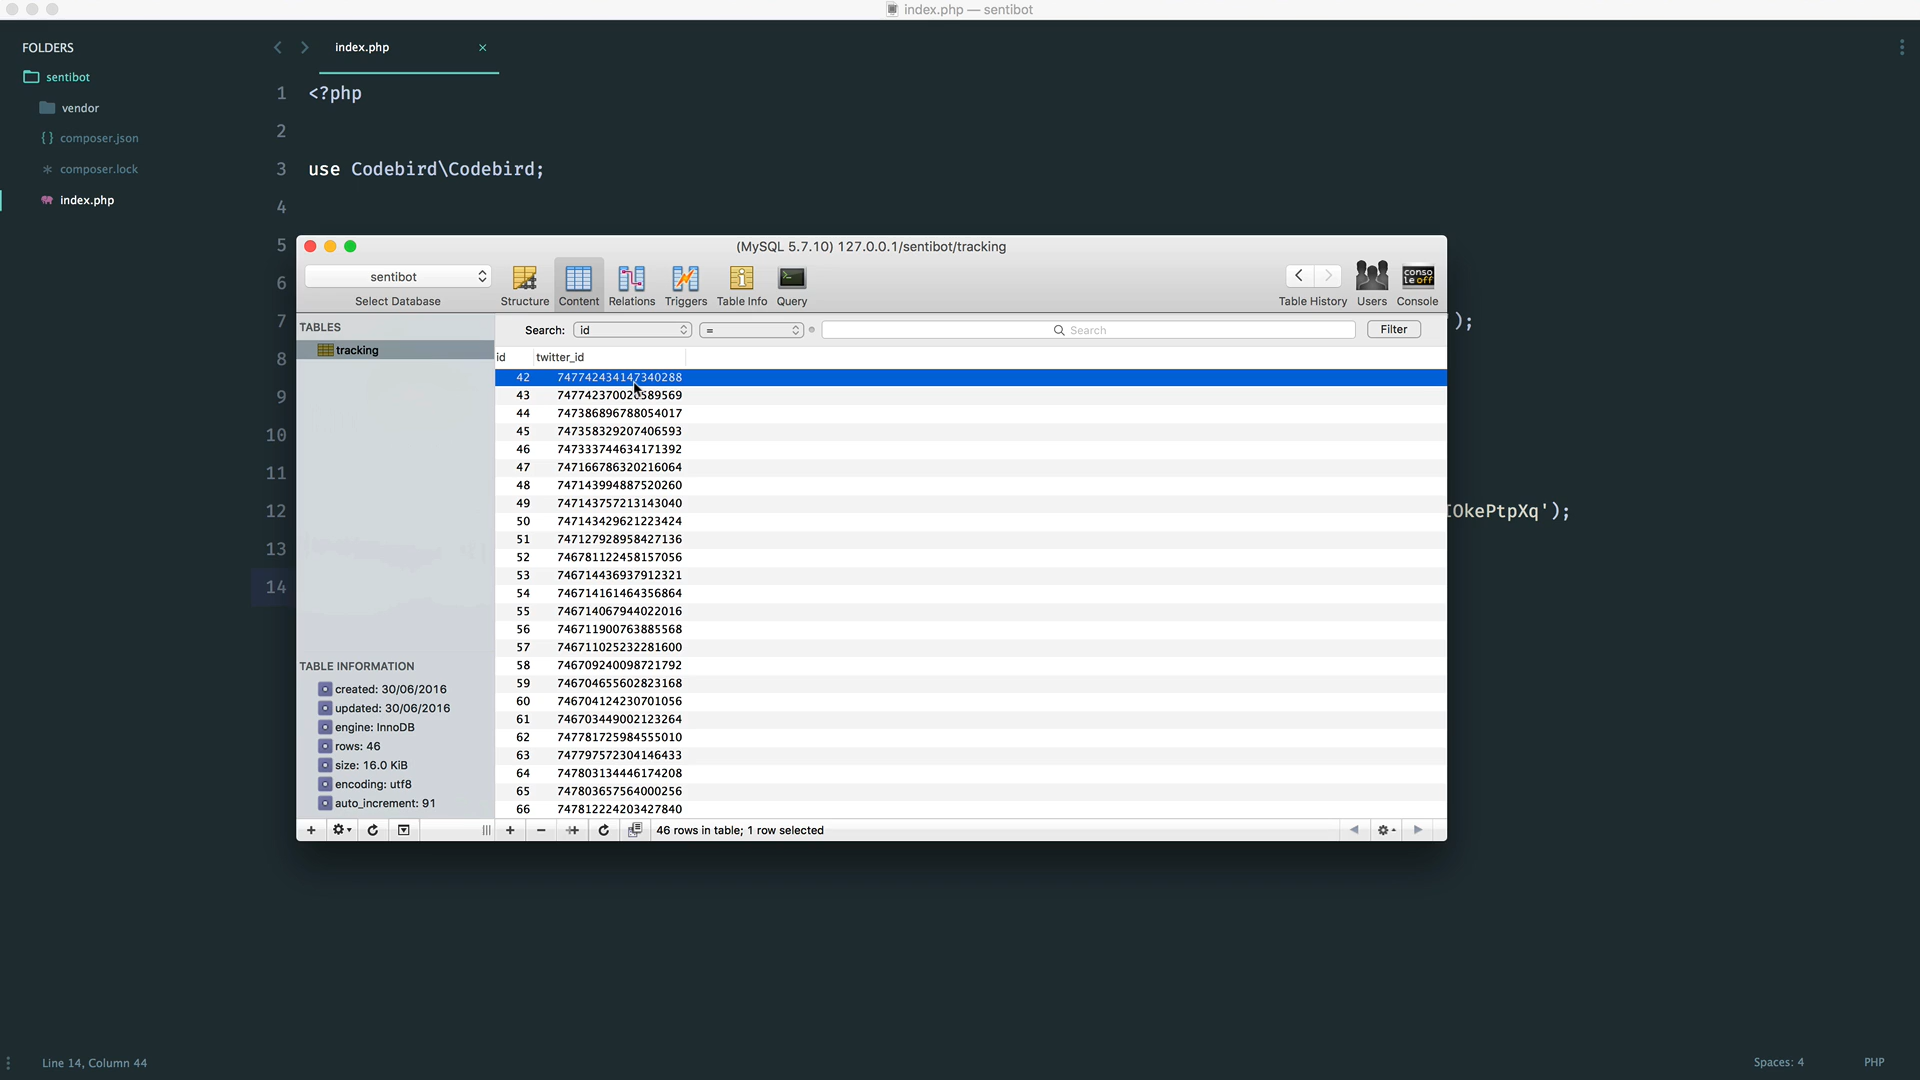 index.php — sentibot
FOLDERS
sentibot
vendor
{ } composer.json
composer.lock
index.php
index.php
1 <?php
2
3 use Codebird\Codebird;
4
5
6
7 ');
8
9
10
11
12 IOkePtpXq');
13
14
(MySQL 5.7.10) 127.0.0.1/sentibot/tracking
sentibot
Select Database
Structure
Content
Relations
Triggers
Table Info
Query
Table History
Users
conso
le off
Console
TABLES
tracking
Search: id = Search Filter
id twitter_id
42 747742434147340288
43 747742370020589569
44 747386896788054017
45 747358329207406593
46 747333744634171392
47 747166786320216064
48 747143994887520260
49 747143757213143040
50 747143429621223424
51 747127928958427136
52 746781122458157056
53 746714436937912321
54 746714161464356864
55 746714067944022016
56 746711900763885568
57 746711025232281600
58 746709240098721792
59 746704655602823168
60 746704124230701056
61 746703449002123264
62 747781725984555010
63 747797572304146433
64 747803134446174208
65 747803657564000256
66 747812224203427840
TABLE INFORMATION
created: 30/06/2016
updated: 30/06/2016
engine: InnoDB
rows: 46
size: 16.0 KiB
encoding: utf8
auto_increment: 91
46 rows in table; 1 row selected
Line 14, Column 44
Spaces: 4
PHP